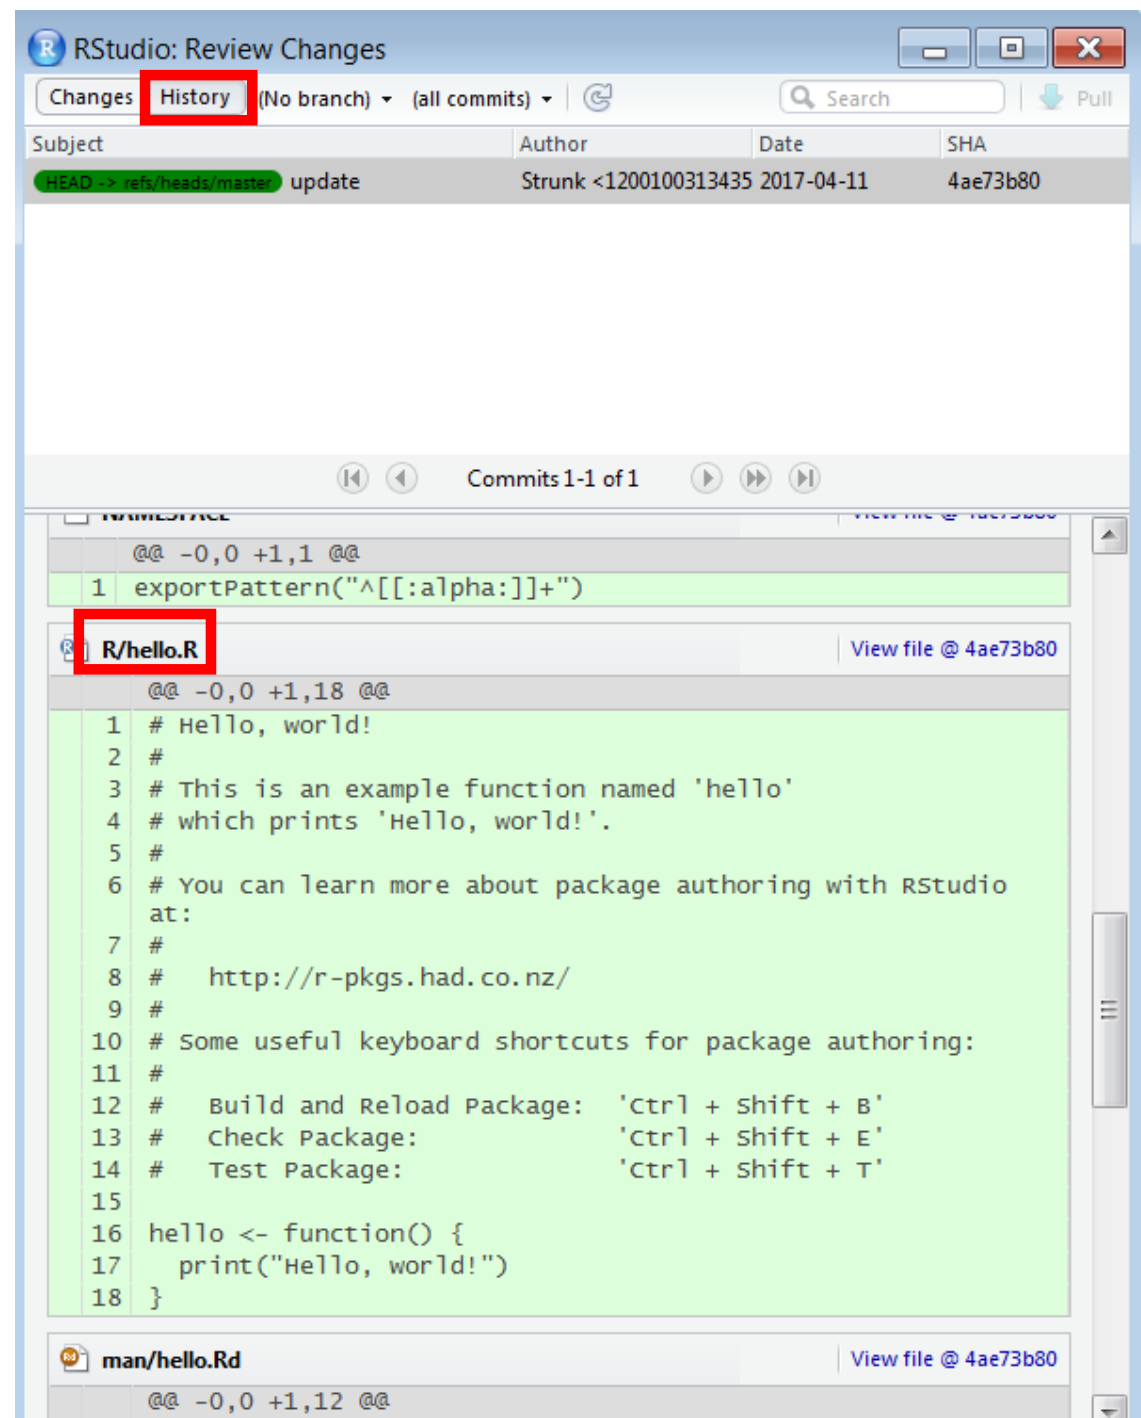 RStudio: Review Changes
Changes History (No branch) (all commits) Search Pull
Subject Author Date SHA
HEAD -> refs/heads/master update Strunk <1200100313435 2017-04-11 4ae73b80
Commits 1-1 of 1
NAMESPACE View file @ 4ae73b80
@@ -0,0 +1,1 @@
1 exportPattern("^[[:alpha:]]+")
R/hello.R View file @ 4ae73b80
@@ -0,0 +1,18 @@
1 # Hello, world!
2 #
3 # This is an example function named 'hello'
4 # which prints 'Hello, world!'.
5 #
6 # You can learn more about package authoring with RStudio
at:
7 #
8 #   http://r-pkgs.had.co.nz/
9 #
10 # Some useful keyboard shortcuts for package authoring:
11 #
12 #   Build and Reload Package:  'Ctrl + Shift + B'
13 #   Check Package:             'Ctrl + Shift + E'
14 #   Test Package:              'Ctrl + Shift + T'
15
16 hello <- function() {
17   print("Hello, world!")
18 }
man/hello.Rd View file @ 4ae73b80
@@ -0,0 +1,12 @@